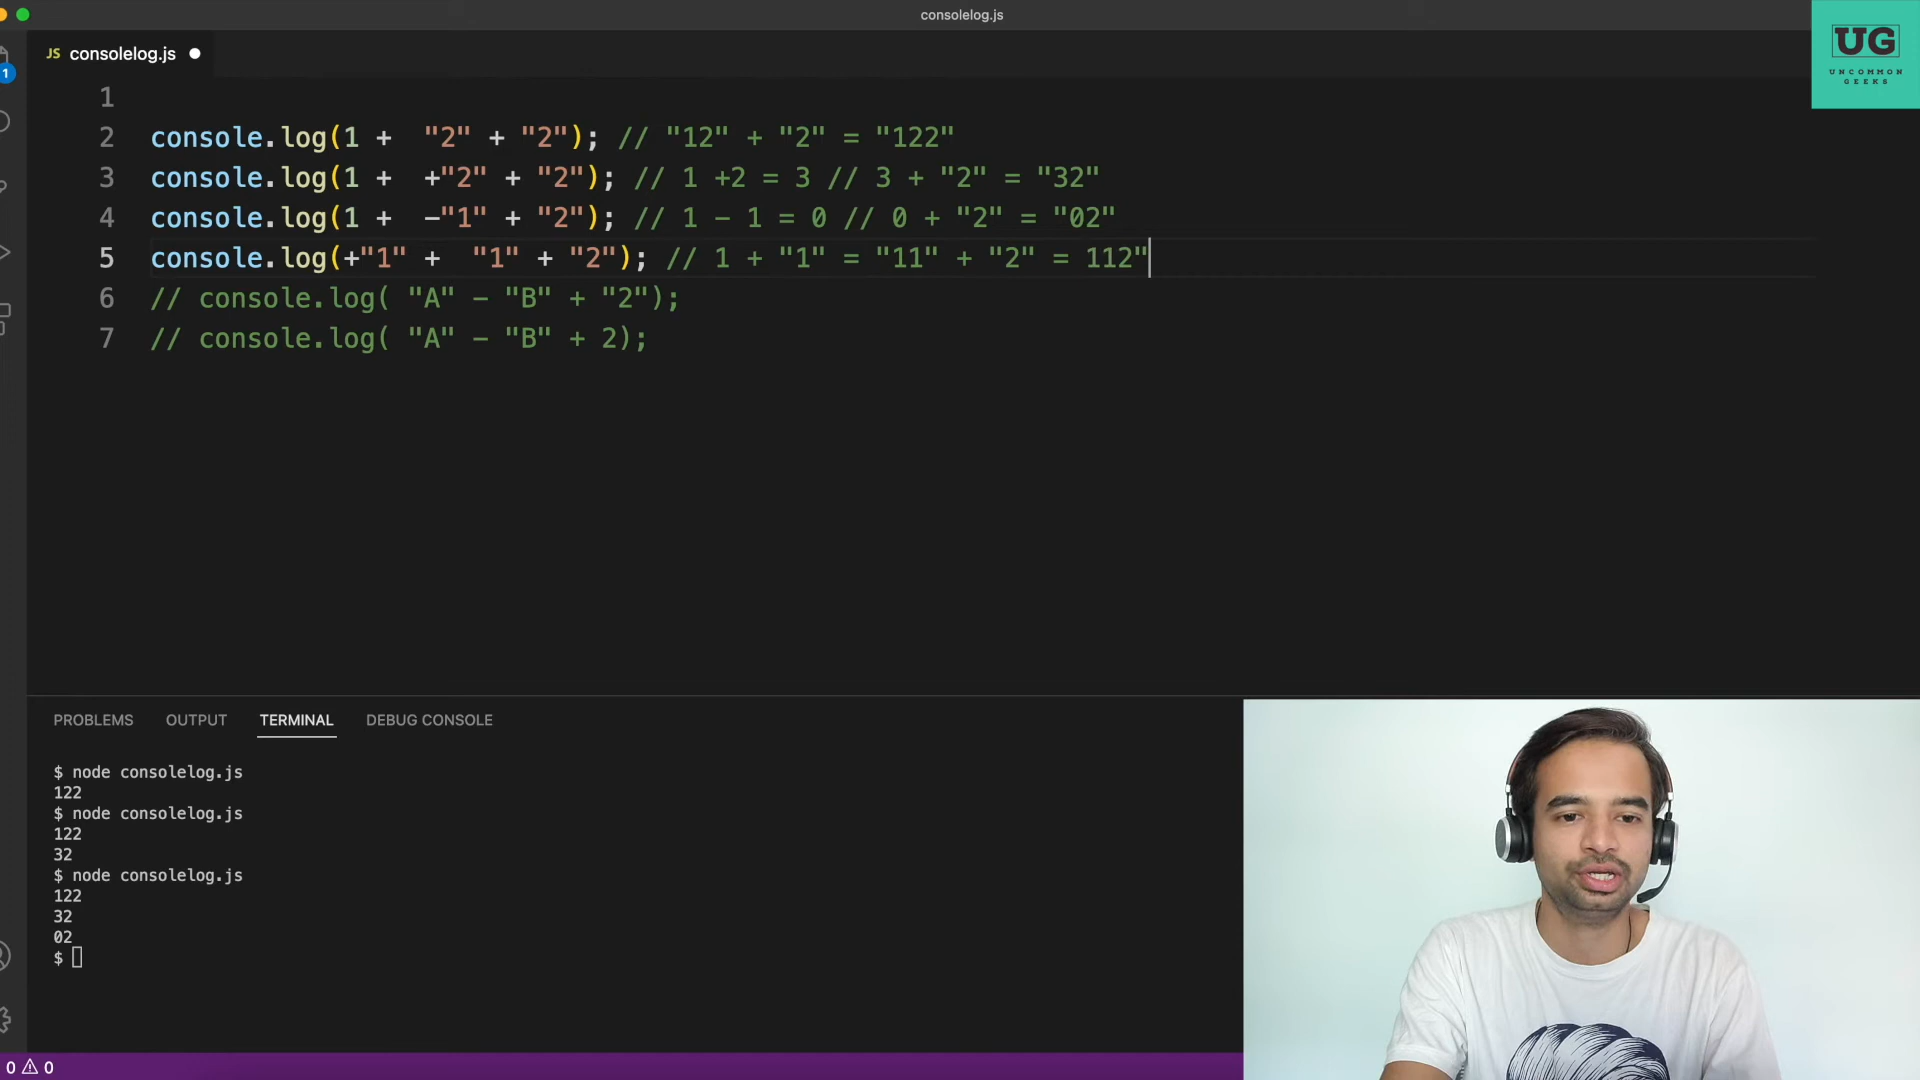 consolelog.js
JS consolelog.js
UG
UNCOMMON
GEEKS
1
1
2 console.log(1 +  "2" + "2"); // "12" + "2" = "122"
3 console.log(1 +  +"2" + "2"); // 1 +2 = 3 // 3 + "2" = "32"
4 console.log(1 +  -"1" + "2"); // 1 - 1 = 0 // 0 + "2" = "02"
5 console.log(+"1" +  "1" + "2"); // 1 + "1" = "11" + "2" = 112"
6 // console.log( "A" - "B" + "2");
7 // console.log( "A" - "B" + 2);
PROBLEMS OUTPUT TERMINAL DEBUG CONSOLE
$ node consolelog.js
122
$ node consolelog.js
122
32
$ node consolelog.js
122
32
02
$
0 0